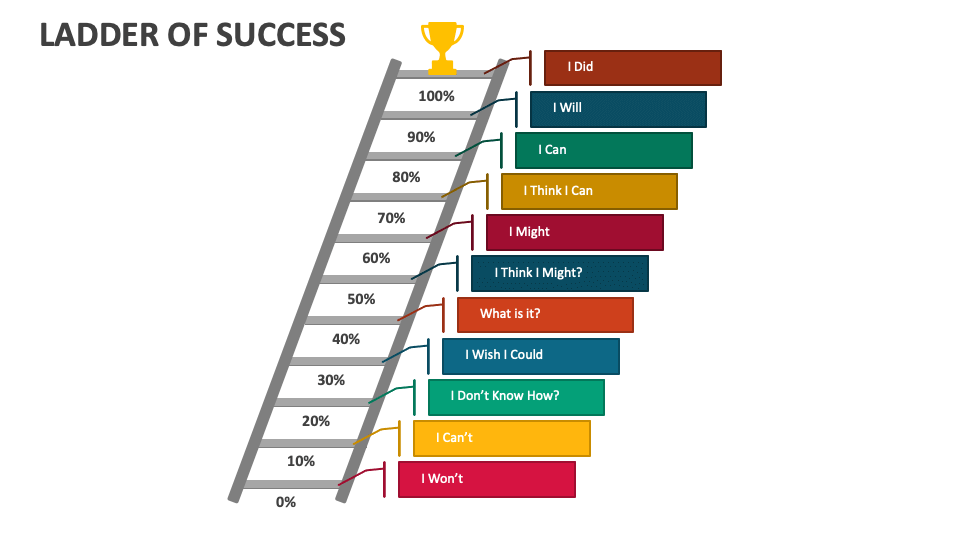 LADDER OF SUCCESS
I Did
100%
I Will
90%
I Can
80%
I Think I Can
70%
I Might
60%
I Think I Might?
50%
What is it?
40%
I Wish I Could
30%
I Don't Know How?
20%
I Can't
10%
I Won't
0%